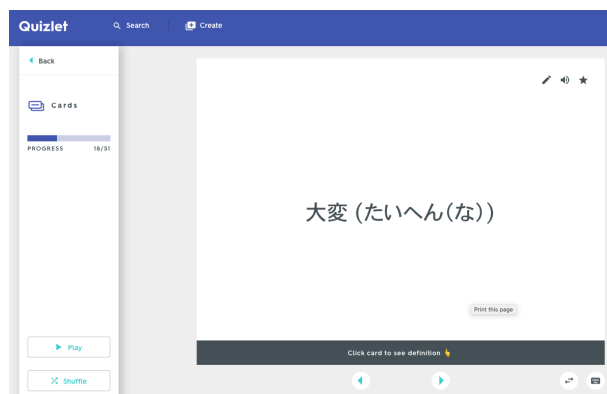 Quizlet
Search
Create
Back
Cards
PROGRESS 18/51
大変 (たいへん(な))
Print this page
Click card to see definition 👆
Play
Shuffle